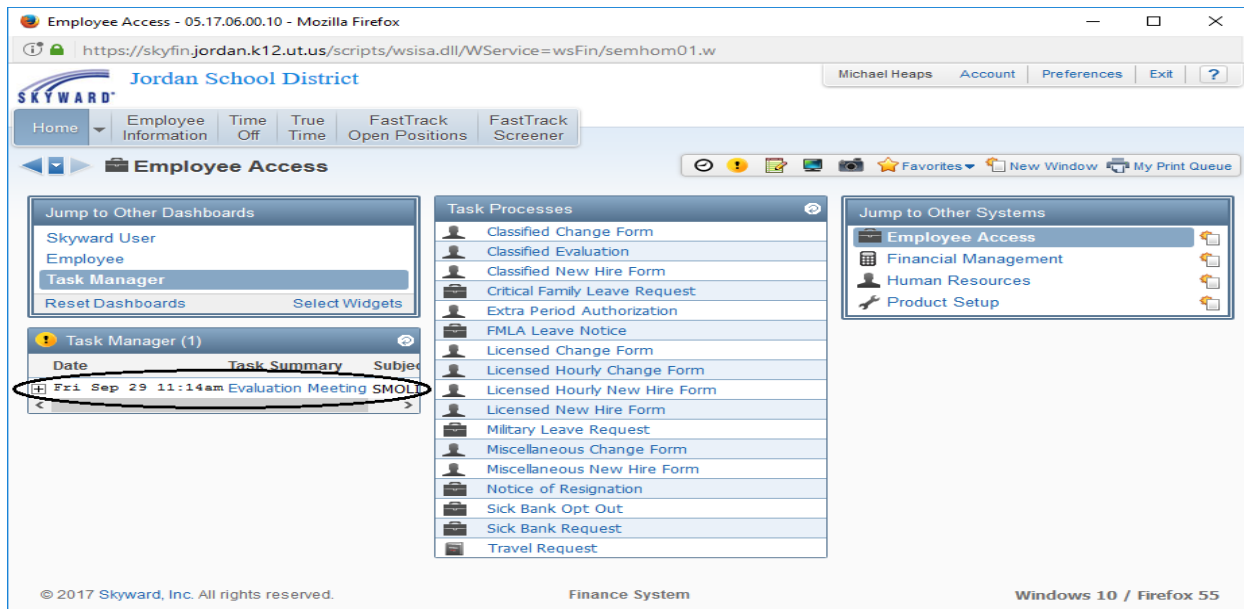 Employee Access - 05.17.06.00.10 - Mozilla Firefox
https://skyfin.jordan.k12.ut.us/scripts/wsisa.dll/WService=wsFin/semhom01.w
SKYWARD
Jordan School District
Michael Heaps Account Preferences Exit ?
Home
Employee Information
Time Off
True Time
FastTrack Open Positions
FastTrack Screener
Employee Access
Favorites New Window My Print Queue
Jump to Other Dashboards
Skyward User
Employee
Task Manager
Reset Dashboards Select Widgets
Task Manager (1)
Date Task Summary Subjec
Fri Sep 29 11:14am Evaluation Meeting SMOLI
Task Processes
Classified Change Form
Classified Evaluation
Classified New Hire Form
Critical Family Leave Request
Extra Period Authorization
FMLA Leave Notice
Licensed Change Form
Licensed Hourly Change Form
Licensed Hourly New Hire Form
Licensed New Hire Form
Military Leave Request
Miscellaneous Change Form
Miscellaneous New Hire Form
Notice of Resignation
Sick Bank Opt Out
Sick Bank Request
Travel Request
Jump to Other Systems
Employee Access
Financial Management
Human Resources
Product Setup
© 2017 Skyward, Inc. All rights reserved.
Finance System
Windows 10 / Firefox 55